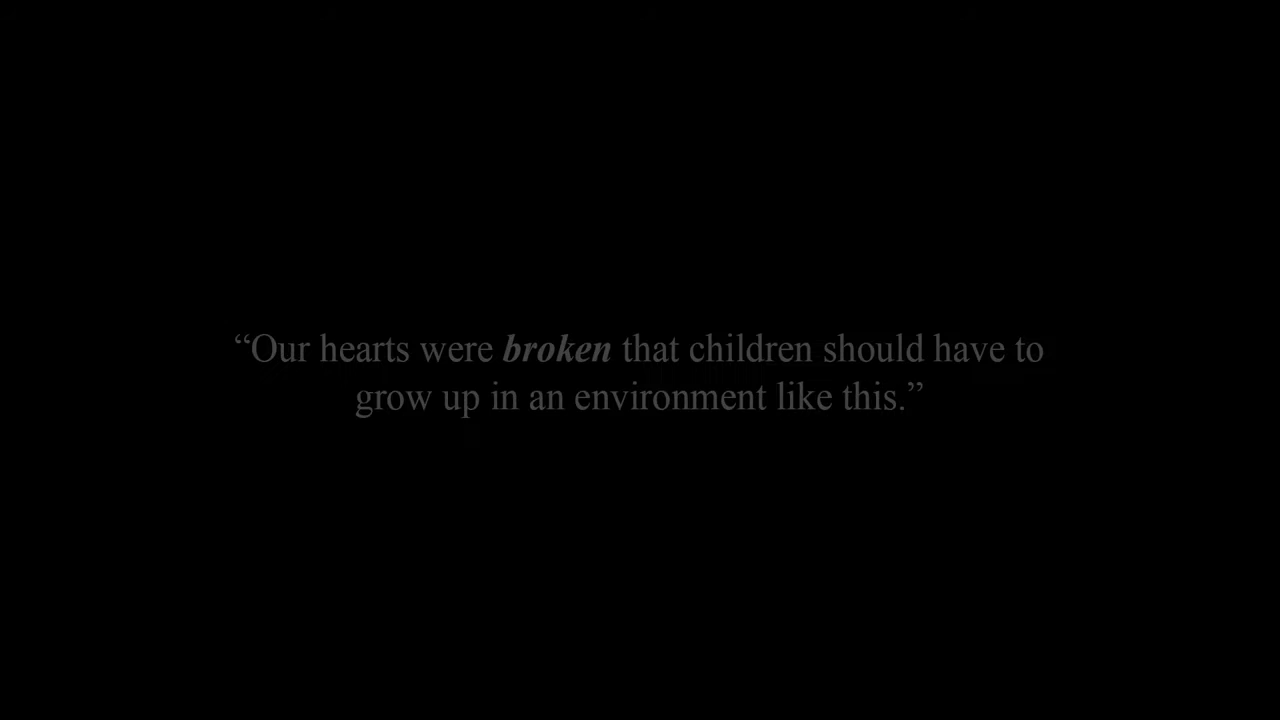 “Our hearts were broken that children should have to
grow up in an environment like this.”